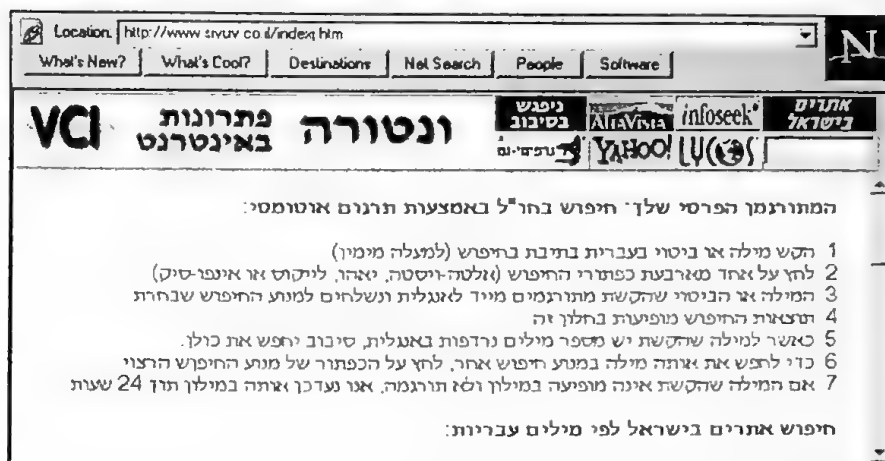 Location: http://www.sivuv.co.il/indexj.htm
What's New? What's Cool? Destinations Net Search People Software
N
VCI פתרונות באינטרנט ונטורה ניפגש בסיבוב ALTAVISTA infoseek אתרים בישראל
YAHOO!
המתורגמן הפרסי שלך־ חיפוש בחו"ל באמצעות תרגום אוטומטי:
1 הקש מילה או ביטוי בעברית בתיבת בחיפוש (למעלה מימין)
2 לחץ על אחד מארבעת כפתורי החיפוש (אלטה-ויסטה, יאהו, לייקוס או אינפו-סיק)
3 המילה או הביטוי שהקשת מתורגמים מייד לאנגלית ונשלחים למנוע החיפוש שבחרת
4 תוצאות החיפוש מופיעות בחלון זה
5 כאשר למילה שהקשת יש מספר מילים נרדפות באנגלית, סיבוב יחפש את כולן.
6 כדי לחפש את אותה מילה במנוע חיפוש אחר, לחץ על הכפתור של מנוע החיפוש הרצוי
7 אם המילה שהקשת אינה מופיעה במילון ולא תורגמה, אנו נעדכן אותה במילון תוך 24 שעות
חיפוש אתרים בישראל לפי מילים עבריות: